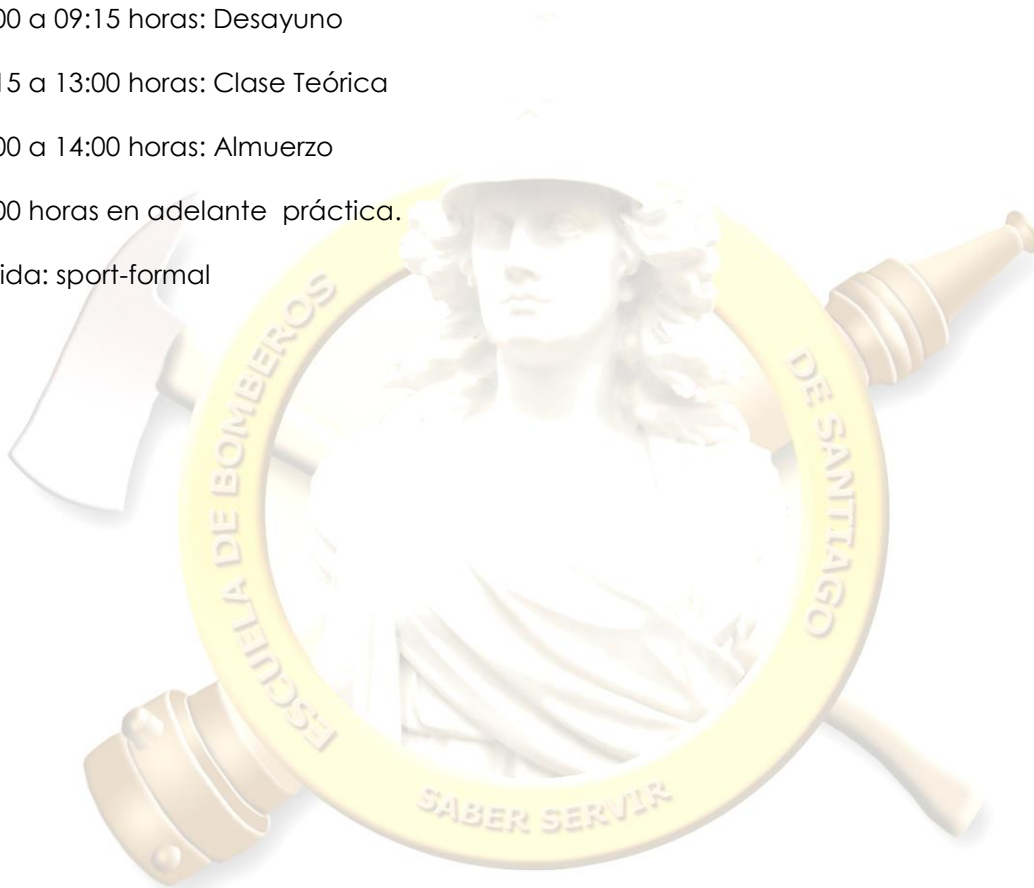 00 a 09:15 horas: Desayuno
15 a 13:00 horas: Clase Teórica
00 a 14:00 horas: Almuerzo
00 horas en adelante  práctica.
ida: sport-formal
ESCUELA DE BOMBEROS
DE SANTIAGO
SABER SERVIR